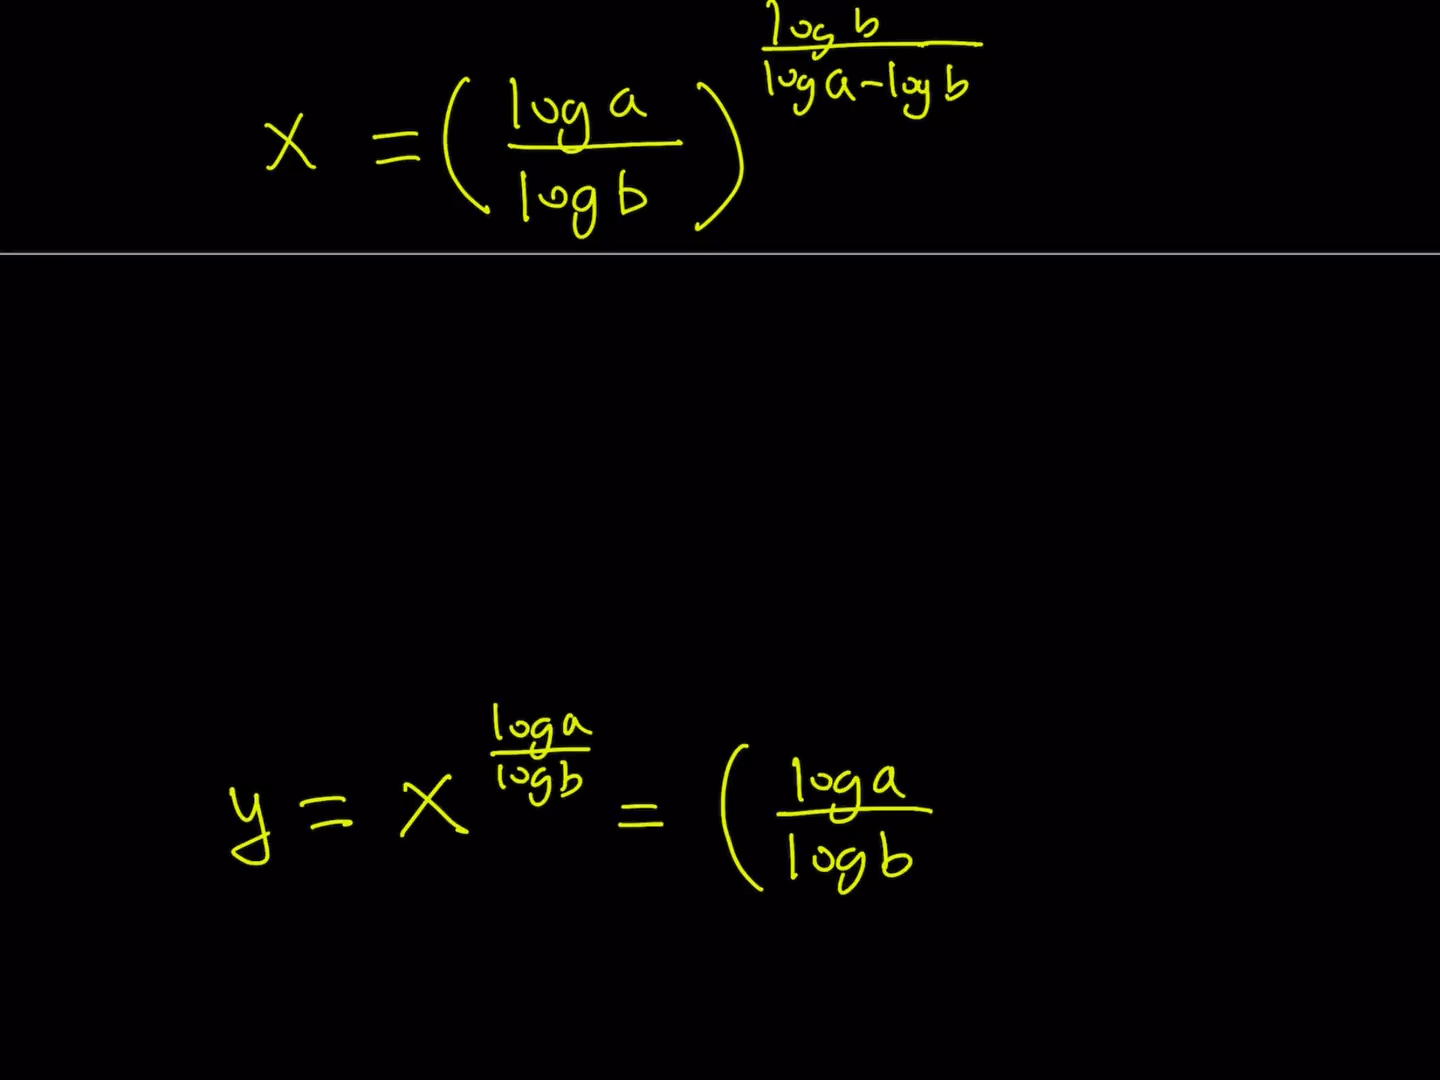 x = (log a / log b)^(log b / (log a - log b))
y = x^(log a / log b) = (log a / log b